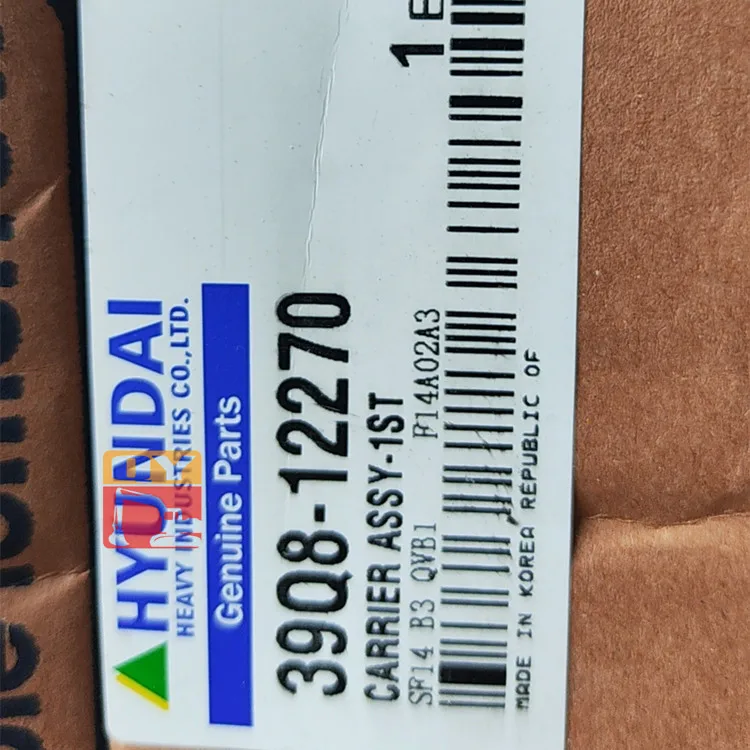 HYUNDAI
HEAVY INDUSTRIES CO.,LTD.
Genuine Parts
39Q8-12270
CARRIER ASSY-1ST 1 E
SF14 B3 QVB1 F14A02A3
MADE IN KOREA REPUBLIC OF